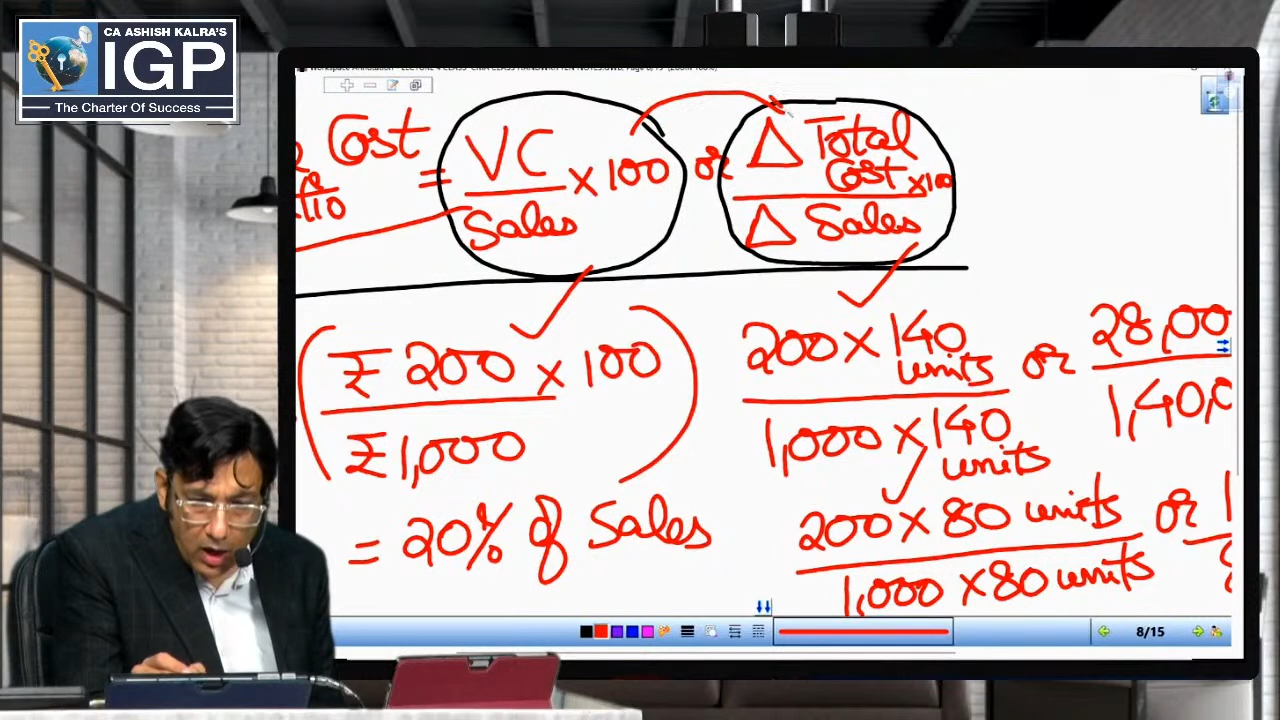 CA ASHISH KALRA'S
IGP
The Charter Of Success
Cost = VC / Sales × 100 or Δ Total Cost ×100 / Δ Sales
₹ 200 × 100
₹ 1,000
= 20% of Sales
200 × 140 units or 28,00
1,000 × 140 units 1,40,0
200 × 80 units or
1,000 × 80 units
8/15